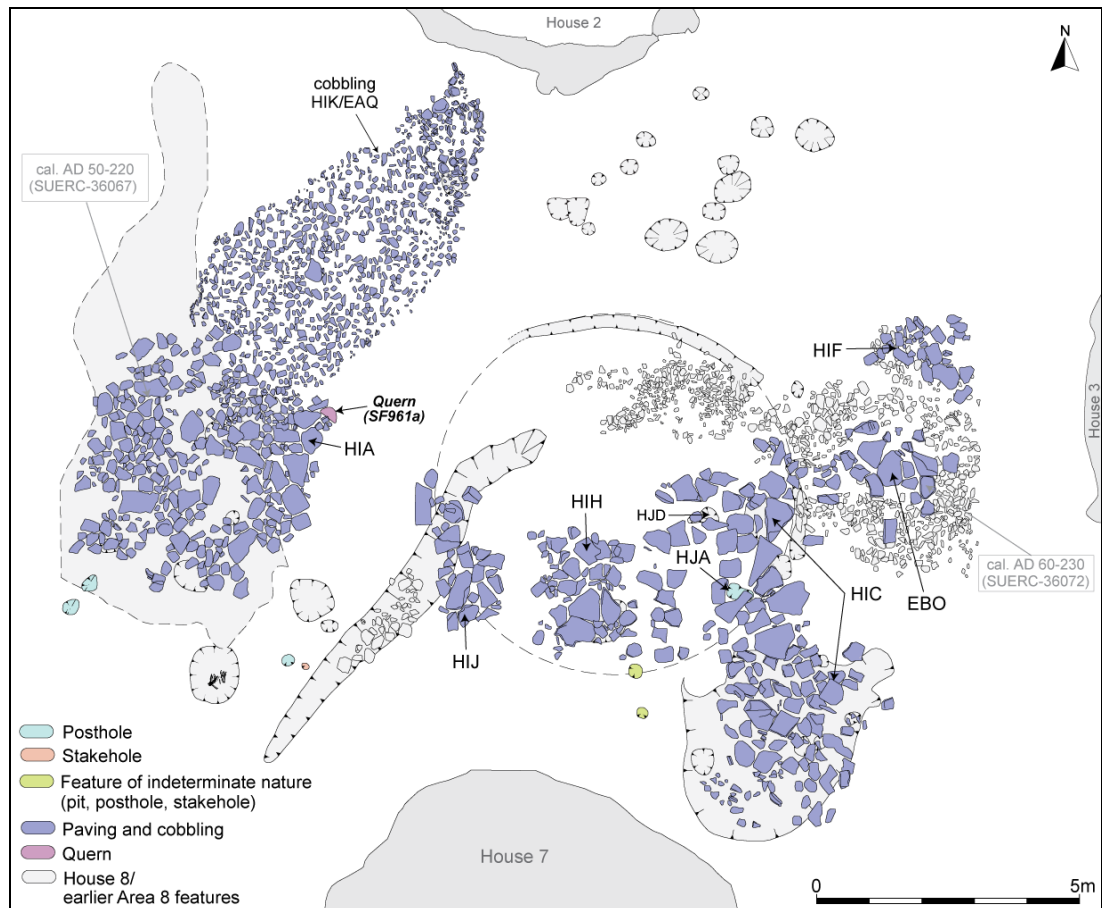 House 2
N
cobbling
HIK/EAQ
cal. AD 50-220
(SUERC-36067)
HIF
House 3
Quern
(SF961a)
HIA
HIH
HJD
HJA
cal. AD 60-230
(SUERC-36072)
HIC
EBO
HIJ
Posthole
Stakehole
Feature of indeterminate nature
(pit, posthole, stakehole)
Paving and cobbling
Quern
House 8/
earlier Area 8 features
House 7
0
5m